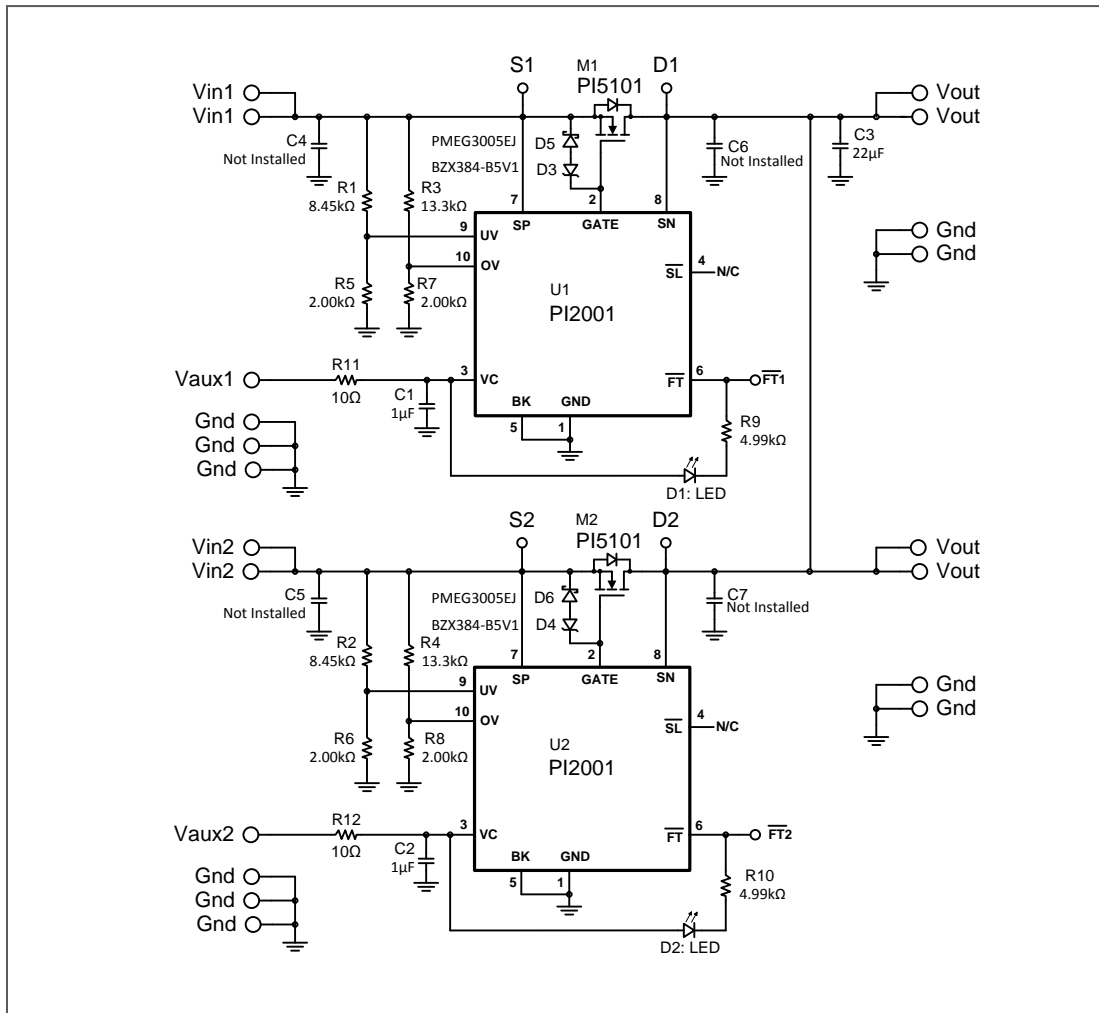 S1
M1
PI5101
D1
Vin1
Vin1
Vout
Vout
C4
Not Installed
PMEG3005EJ
D5
BZX384-B5V1
D3
C6
Not Installed
C3
22µF
R1
8.45kΩ
R3
13.3kΩ
7
SP
2
GATE
8
SN
9
UV
10
OV
4
SL
N/C
Gnd
Gnd
R5
2.00kΩ
R7
2.00kΩ
U1
PI2001
Vaux1
R11
10Ω
C1
1µF
3
VC
6
FT
FT1
BK
5
GND
1
R9
4.99kΩ
Gnd
Gnd
Gnd
D1: LED
S2
M2
PI5101
D2
Vin2
Vin2
Vout
Vout
C5
Not Installed
PMEG3005EJ
D6
BZX384-B5V1
D4
C7
Not Installed
R2
8.45kΩ
R4
13.3kΩ
7
SP
2
GATE
8
SN
9
UV
10
OV
4
SL
N/C
Gnd
Gnd
R6
2.00kΩ
R8
2.00kΩ
U2
PI2001
Vaux2
R12
10Ω
C2
1µF
3
VC
6
FT
FT2
BK
5
GND
1
R10
4.99kΩ
Gnd
Gnd
Gnd
D2: LED